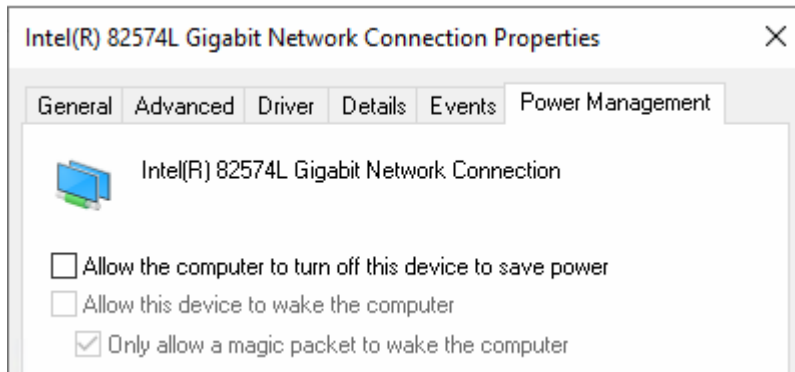 Intel(R) 82574L Gigabit Network Connection Properties
General Advanced Driver Details Events Power Management
Intel(R) 82574L Gigabit Network Connection
Allow the computer to turn off this device to save power
Allow this device to wake the computer
Only allow a magic packet to wake the computer